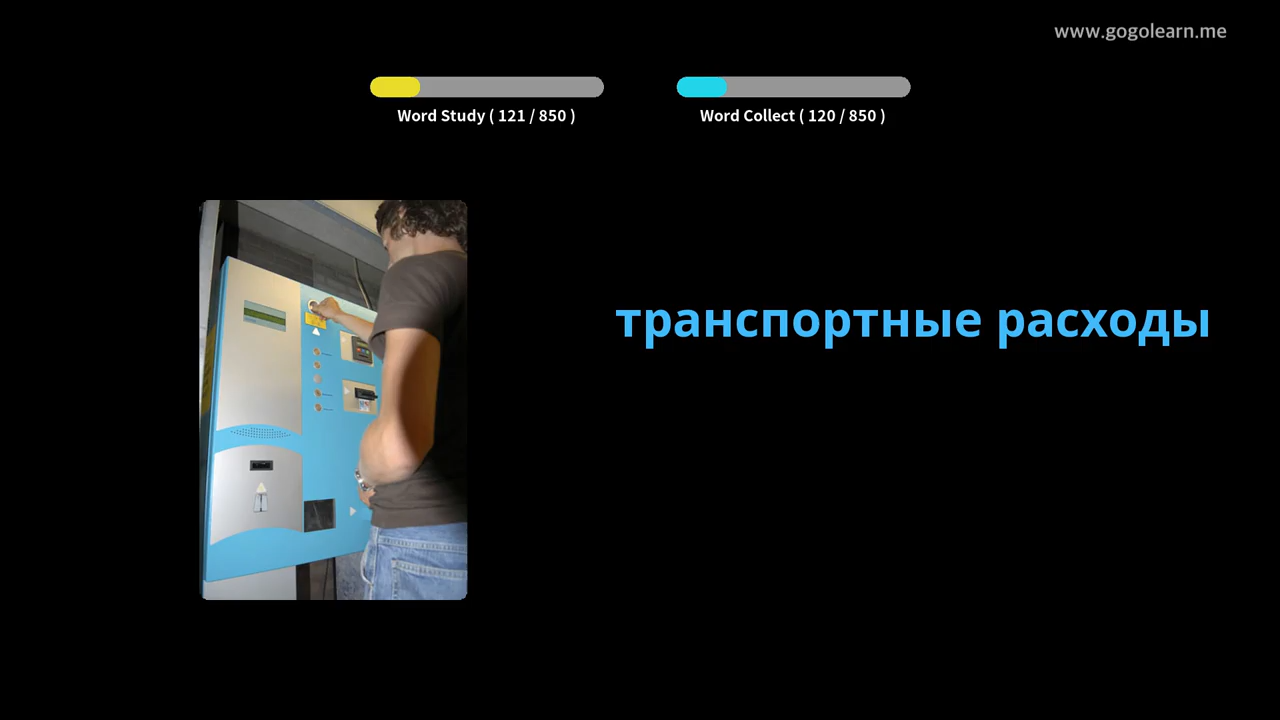 www.gogolearn.me
Word Study ( 121 / 850 )
Word Collect ( 120 / 850 )
транспортные расходы